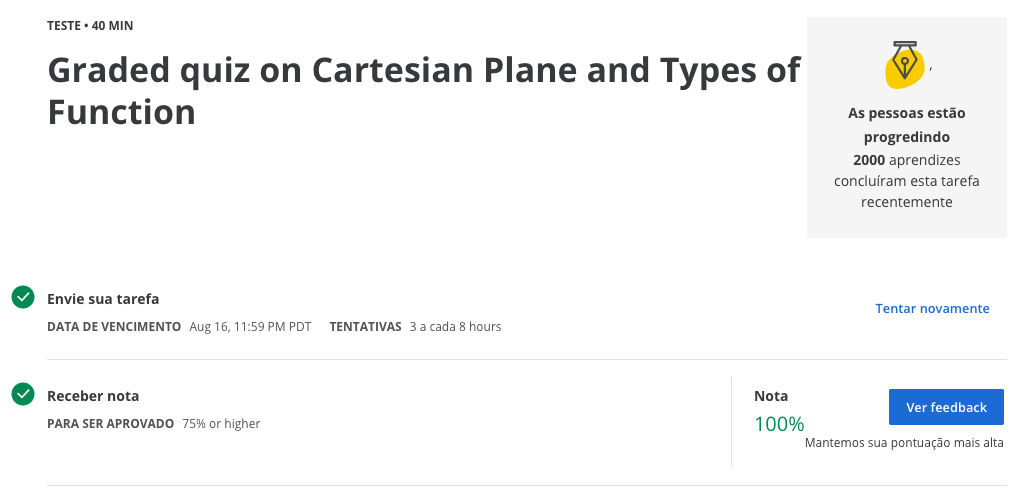 TESTE • 40 MIN
Graded quiz on Cartesian Plane and Types of
Function
,
As pessoas estão
progredindo
2000 aprendizes
concluíram esta tarefa
recentemente
Envie sua tarefa
DATA DE VENCIMENTO Aug 16, 11:59 PM PDT TENTATIVAS 3 a cada 8 hours
Tentar novamente
Receber nota
PARA SER APROVADO 75% or higher
Nota
100%
Ver feedback
Mantemos sua pontuação mais alta